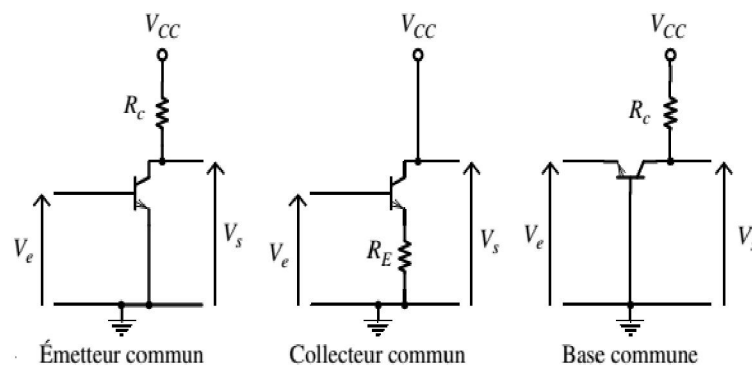 V_CC V_CC V_CC
R_c R_c
V_e V_s V_e R_E V_s V_e V
Émetteur commun Collecteur commun Base commune